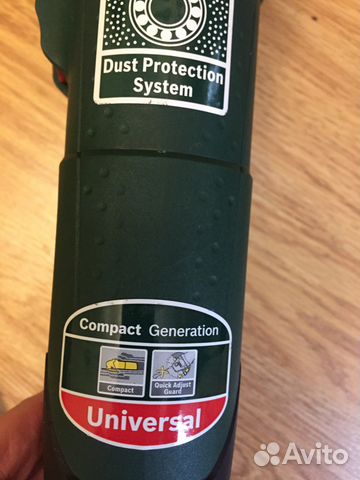 Dust Protection
System
Compact Generation
Compact
Quick Adjust
Guard
Universal
Avito